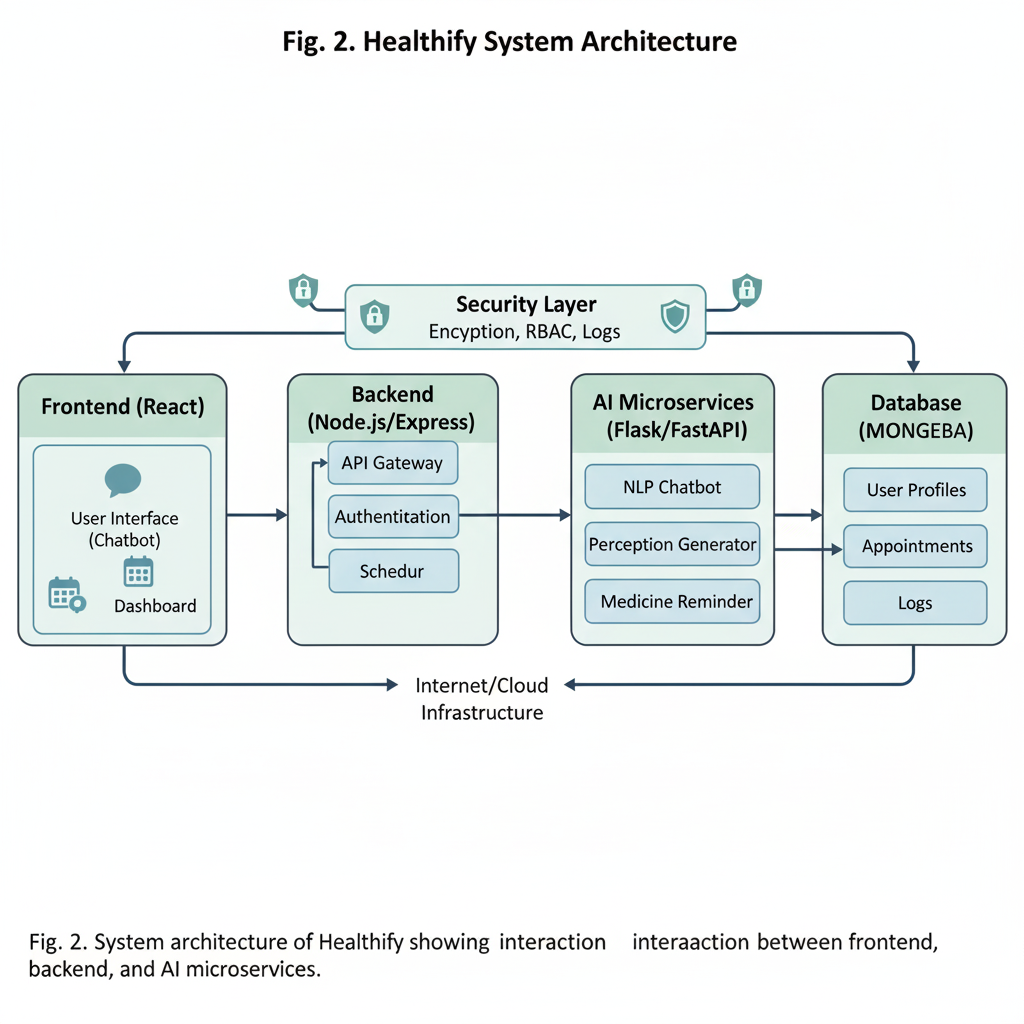 Fig. 2. Healthify System Architecture
Security Layer
Encyption, RBAC, Logs
Frontend (React)
User Interface
(Chatbot)
Dashboard
Backend
(Node.js/Express)
API Gateway
Authentitation
Schedur
AI Microservices
(Flask/FastAPI)
NLP Chatbot
Perception Generator
Medicine Reminder
Database
(MONGEBA)
User Profiles
Appointments
Logs
Internet/Cloud
Infrastructure
Fig. 2. System architecture of Healthify showing interaction interaaction between frontend,
backend, and AI microservices.